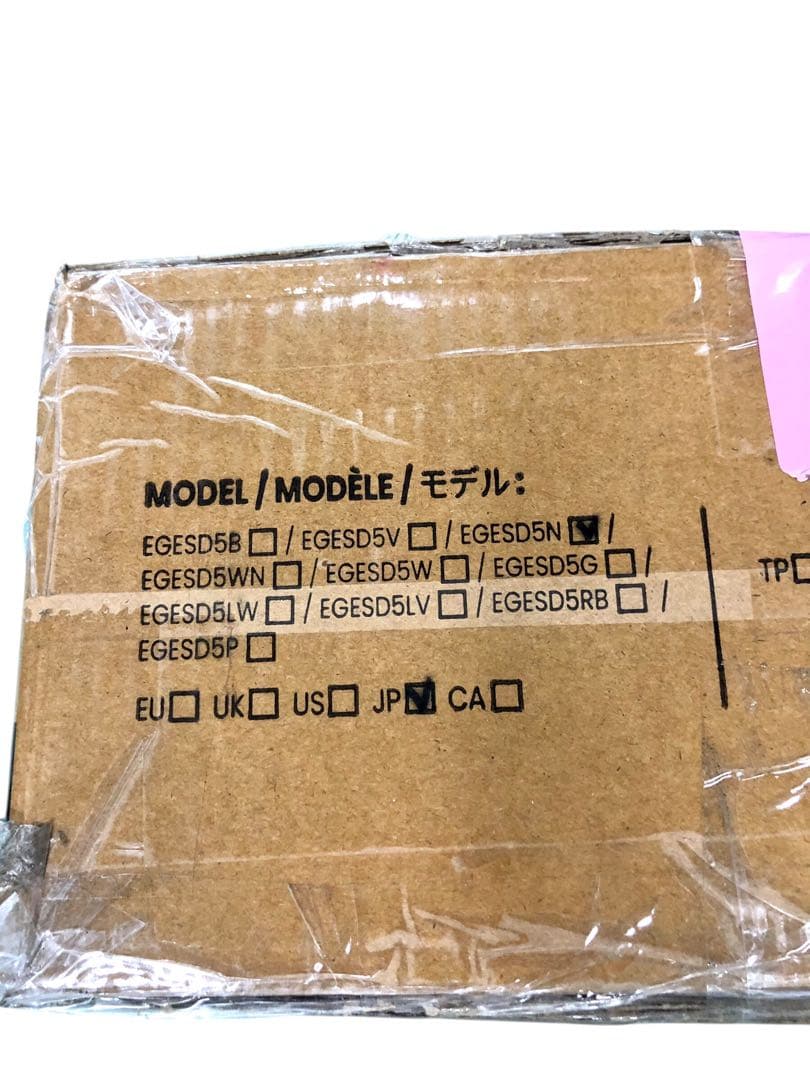 MODEL / MODÈLE / モデル:
EGESD5B☐ / EGESD5V☐ / EGESD5N☑ /
EGESD5WN☐ / EGESD5W☐ / EGESD5G☐ /
EGESD5LW☐ / EGESD5LV☐ / EGESD5RB☐ /
EGESD5P☐
EU☐ UK☐ US☐ JP☑ CA☐
TP☐